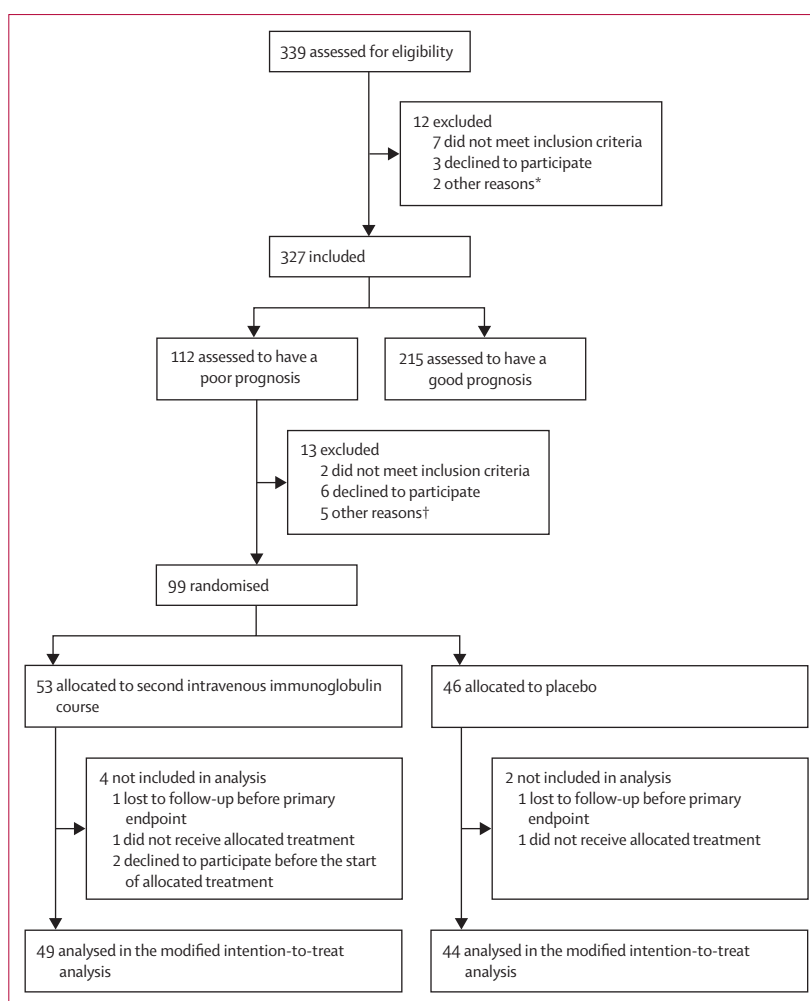 339 assessed for eligibility
12 excluded
7 did not meet inclusion criteria
3 declined to participate
2 other reasons*
327 included
112 assessed to have a
poor prognosis
215 assessed to have a
good prognosis
13 excluded
2 did not meet inclusion criteria
6 declined to participate
5 other reasons†
99 randomised
53 allocated to second intravenous immunoglobulin
course
46 allocated to placebo
4 not included in analysis
1 lost to follow-up before primary
endpoint
1 did not receive allocated treatment
2 declined to participate before the start
of allocated treatment
2 not included in analysis
1 lost to follow-up before primary
endpoint
1 did not receive allocated treatment
49 analysed in the modified intention-to-treat
analysis
44 analysed in the modified intention-to-treat
analysis